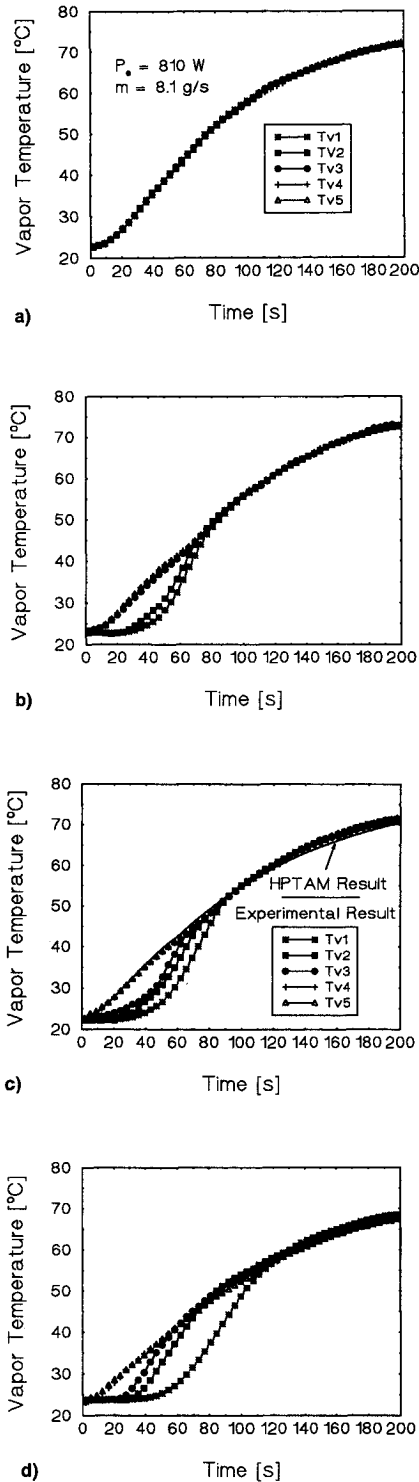 80
70
60
50
40
30
20
Vapor Temperature [°C]
P_e = 810 W
m = 8.1 g/s
Tv1
TV2
Tv3
Tv4
Tv5
0 20 40 60 80 100 120 140 160 180 200
Time [s]
a)
80
70
60
50
40
30
20
Vapor Temperature [°C]
0 20 40 60 80 100 120 140 160 180 200
Time [s]
b)
80
70
60
50
40
30
20
Vapor Temperature [°C]
HPTAM Result
Experimental Result
Tv1
Tv2
Tv3
Tv4
Tv5
0 20 40 60 80 100 120 140 160 180 200
Time [s]
c)
80
70
60
50
40
30
20
Vapor Temperature [°C]
0 20 40 60 80 100 120 140 160 180 200
Time [s]
d)